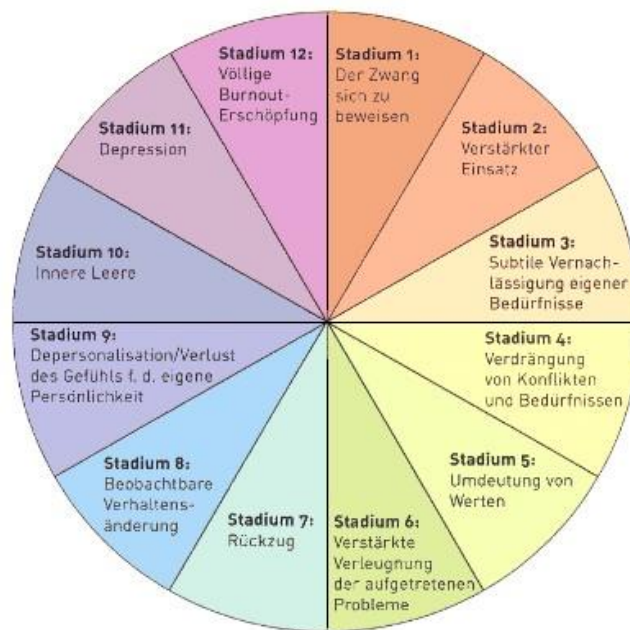 Stadium 1:
Der Zwang
sich zu
beweisen
Stadium 2:
Verstärkter
Einsatz
Stadium 3:
Subtile Vernach-
lässigung eigener
Bedürfnisse
Stadium 4:
Verdrängung
von Konflikten
und Bedürfnissen
Stadium 5:
Umdeutung von
Werten
Stadium 6:
Verstärkte
Verleugnung
der aufgetretenen
Probleme
Stadium 7:
Rückzug
Stadium 8:
Beobachtbare
Verhaltens-
änderung
Stadium 9:
Depersonalisation/Verlust
des Gefühls f. d. eigene
Persönlichkeit
Stadium 10:
Innere Leere
Stadium 11:
Depression
Stadium 12:
Völlige
Burnout-
Erschöpfung